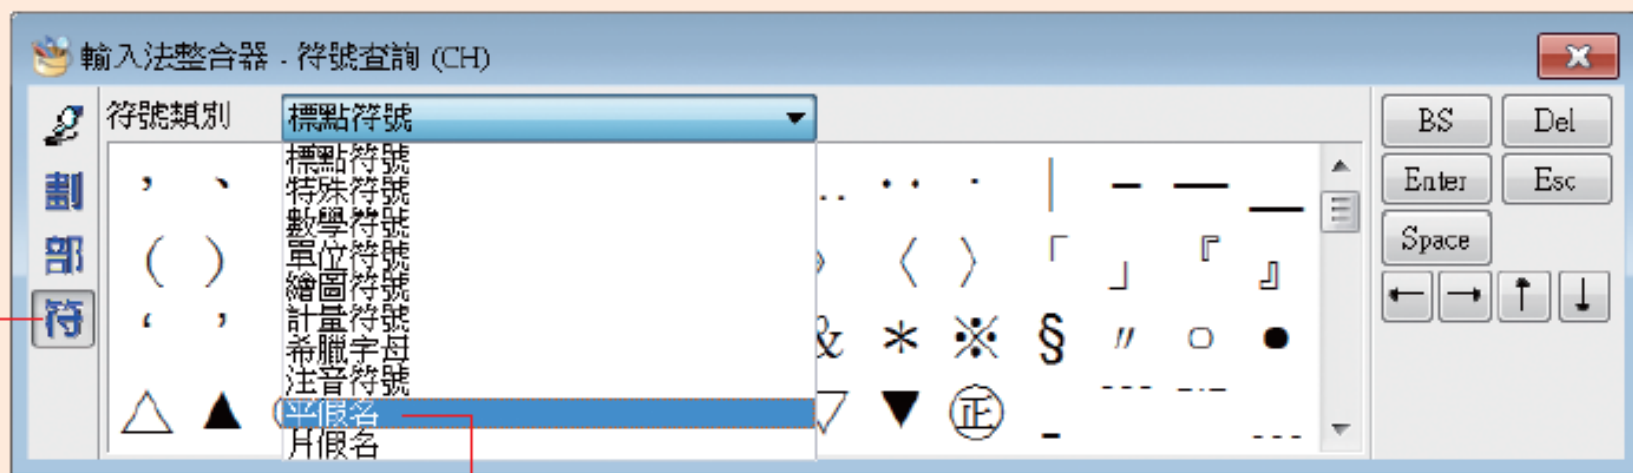 輸入法整合器 - 符號查詢 (CH)
符號類別 標點符號
標點符號
特殊符號
數學符號
單位符號
繪圖符號
計量符號
希臘字母
注音符號
平假名
片假名
劃
部
符
， 、 ‥ ‧‧ · ｜ – — ＿
（ ） 〈 〉 「 」 『 』
‘ ’ & * ※ § 〃 ○ ●
△ ▲ ▽ ▼ ㊣
BS Del
Enter Esc
Space
← → ↑ ↓